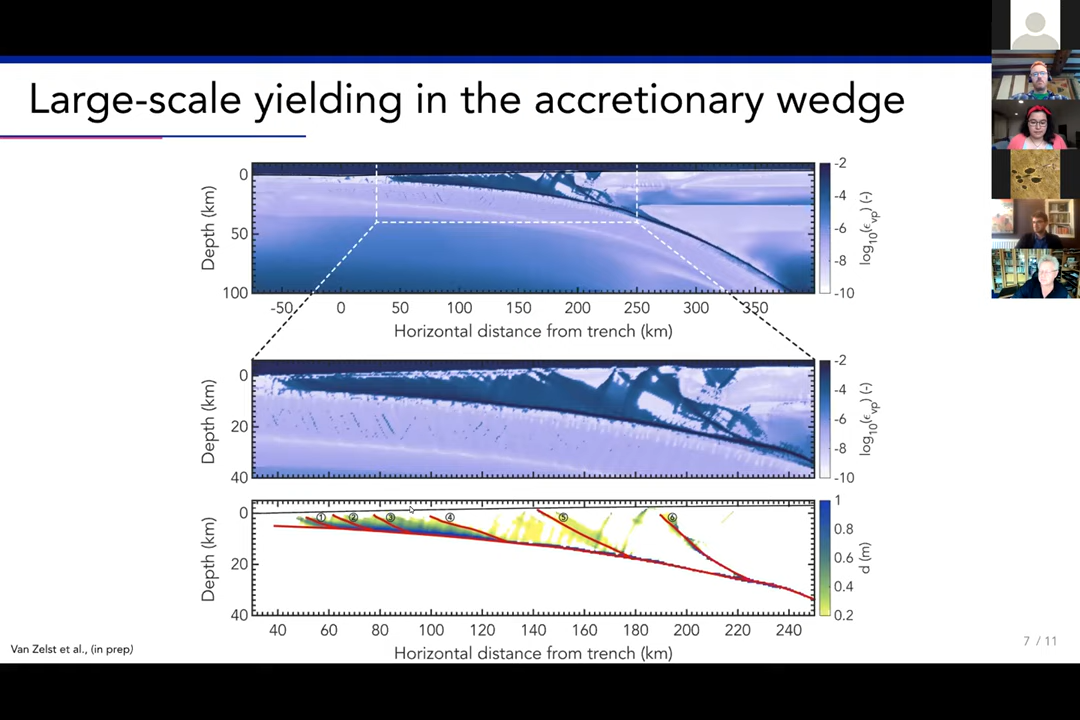 Large-scale yielding in the accretionary wedge
0
50
100
Depth (km)
-50 0 50 100 150 200 250 300 350
Horizontal distance from trench (km)
-2
-4
-6
-8
-10
log10(ϵvp) (-)
0
20
40
Depth (km)
-2
-4
-6
-8
-10
log10(ϵvp) (-)
① ② ③ ④ ⑤ ⑥
0
20
40
Depth (km)
1
0.8
0.6
0.4
0.2
d (m)
40 60 80 100 120 140 160 180 200 220 240
Horizontal distance from trench (km)
7 / 11
Van Zelst et al., (in prep)